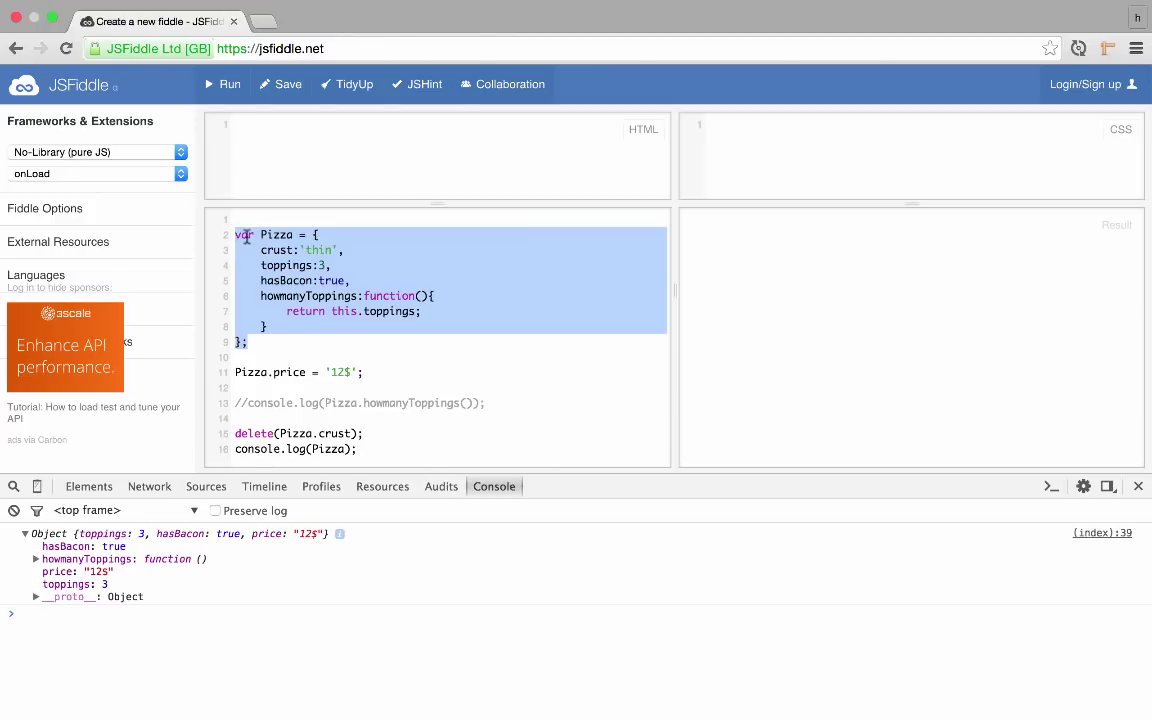 Create a new fiddle - JSFidd
h
JSFiddle Ltd [GB] https://jsfiddle.net
JSFiddle
Run
Save
TidyUp
JSHint
Collaboration
Login/Sign up
Frameworks & Extensions
No-Library (pure JS)
onLoad
Fiddle Options
External Resources
Languages
Log in to hide sponsors:
3scale
Enhance API
performance.
ks
Tutorial: How to load test and tune your
API
ads via Carbon
1
HTML
1
CSS
1
2 var Pizza = {
3 crust:'thin',
4 toppings:3,
5 hasBacon:true,
6 howmanyToppings:function(){
7 return this.toppings;
8 }
9 };
10
11 Pizza.price = '12$';
12
13 //console.log(Pizza.howmanyToppings());
14
15 delete(Pizza.crust);
16 console.log(Pizza);
Result
Elements
Network
Sources
Timeline
Profiles
Resources
Audits
Console
<top frame>
Preserve log
Object {toppings: 3, hasBacon: true, price: "12$"}
(index):39
hasBacon: true
howmanyToppings: function ()
price: "12$"
toppings: 3
__proto__: Object